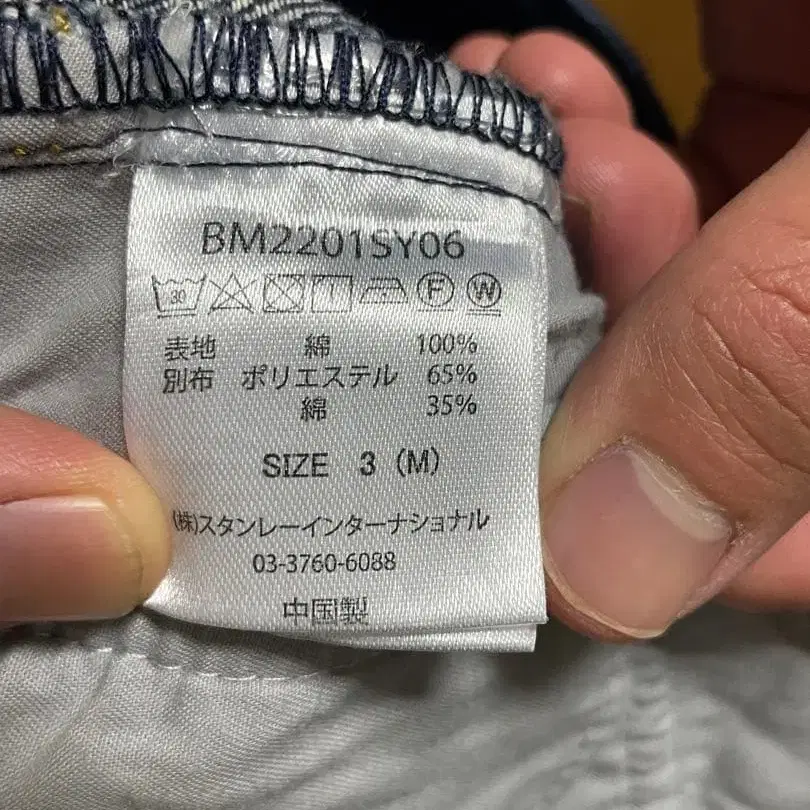 BM2201SY06
30 F W
表地 綿 100%
別布 ポリエステル 65%
綿 35%
SIZE 3 (M)
(株)スタンレーインターナショナル
03-3760-6088
中国製